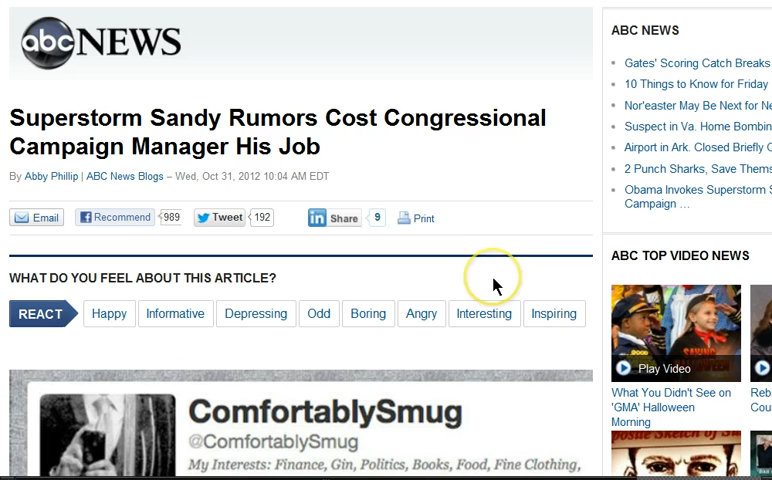 abc NEWS
Superstorm Sandy Rumors Cost Congressional
Campaign Manager His Job
By Abby Phillip | ABC News Blogs – Wed, Oct 31, 2012 10:04 AM EDT
Email
Recommend 989
Tweet 192
Share 9
Print
WHAT DO YOU FEEL ABOUT THIS ARTICLE?
REACT Happy Informative Depressing Odd Boring Angry Interesting Inspiring
ComfortablySmug
@ComfortablySmug
My Interests: Finance, Gin, Politics, Books, Food, Fine Clothing,
ABC NEWS
Gates' Scoring Catch Breaks
10 Things to Know for Friday
Nor'easter May Be Next for
Suspect in Va. Home
Airport in Ark. Closed Briefly
2 Punch Sharks, Save
Obama Invokes Superstorm
Campaign ...
ABC TOP VIDEO NEWS
Play Video
What You Didn't See on
'GMA' Halloween
Morning